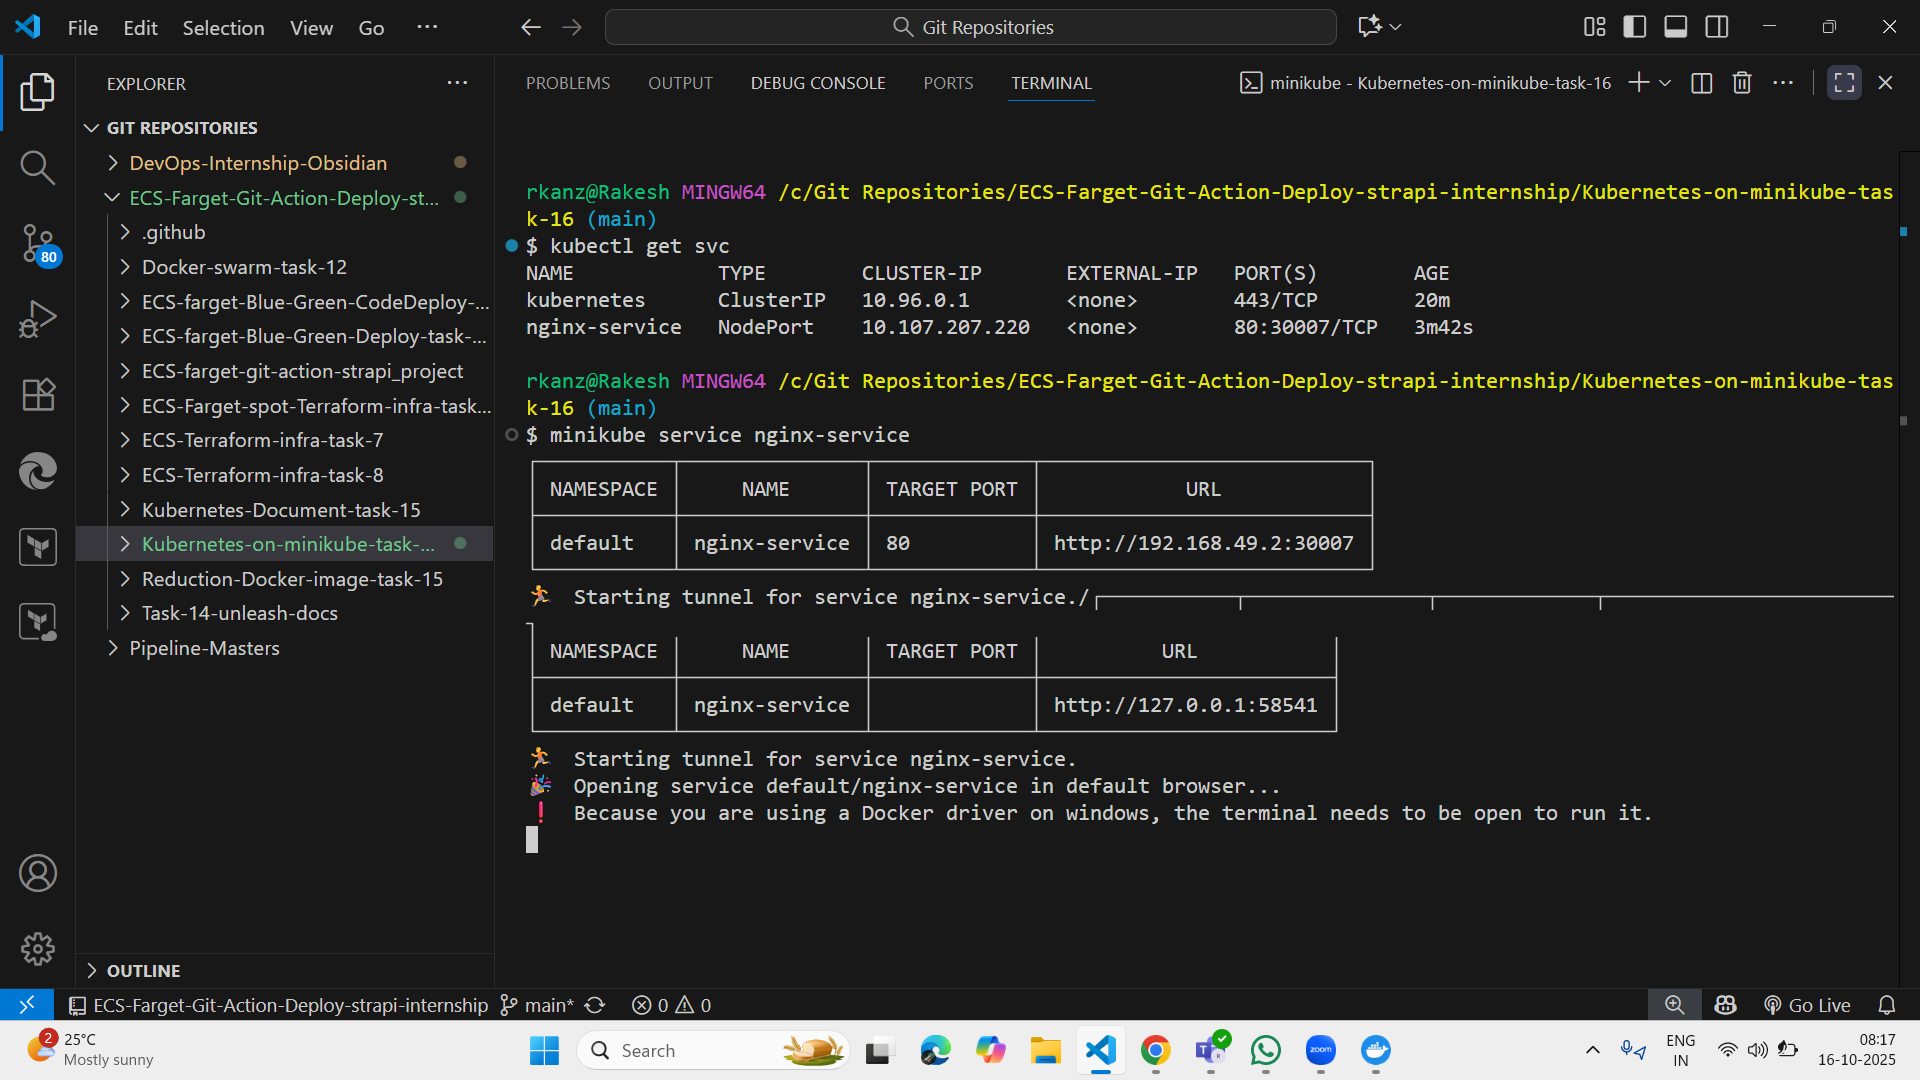 File Edit Selection View Go ...
Git Repositories
EXPLORER
GIT REPOSITORIES
DevOps-Internship-Obsidian
ECS-Farget-Git-Action-Deploy-st...
.github
Docker-swarm-task-12
ECS-farget-Blue-Green-CodeDeploy-...
ECS-farget-Blue-Green-Deploy-task-...
ECS-farget-git-action-strapi_project
ECS-Farget-spot-Terraform-infra-task...
ECS-Terraform-infra-task-7
ECS-Terraform-infra-task-8
Kubernetes-Document-task-15
Kubernetes-on-minikube-task-...
Reduction-Docker-image-task-15
Task-14-unleash-docs
Pipeline-Masters
OUTLINE
80
PROBLEMS OUTPUT DEBUG CONSOLE PORTS TERMINAL
minikube - Kubernetes-on-minikube-task-16
rkanz@Rakesh MINGW64 /c/Git Repositories/ECS-Farget-Git-Action-Deploy-strapi-internship/Kubernetes-on-minikube-tas
k-16 (main)
$ kubectl get svc
NAME TYPE CLUSTER-IP EXTERNAL-IP PORT(S) AGE
kubernetes ClusterIP 10.96.0.1 <none> 443/TCP 20m
nginx-service NodePort 10.107.207.220 <none> 80:30007/TCP 3m42s
rkanz@Rakesh MINGW64 /c/Git Repositories/ECS-Farget-Git-Action-Deploy-strapi-internship/Kubernetes-on-minikube-tas
k-16 (main)
$ minikube service nginx-service
NAMESPACE NAME TARGET PORT URL
default nginx-service 80 http://192.168.49.2:30007
🏃 Starting tunnel for service nginx-service./
NAMESPACE NAME TARGET PORT URL
default nginx-service http://127.0.0.1:58541
🏃 Starting tunnel for service nginx-service.
🎉 Opening service default/nginx-service in default browser...
❗ Because you are using a Docker driver on windows, the terminal needs to be open to run it.
ECS-Farget-Git-Action-Deploy-strapi-internship main* 0 0
Go Live
2
25°C
Mostly sunny
Search
zoom
ENG
IN
08:17
16-10-2025